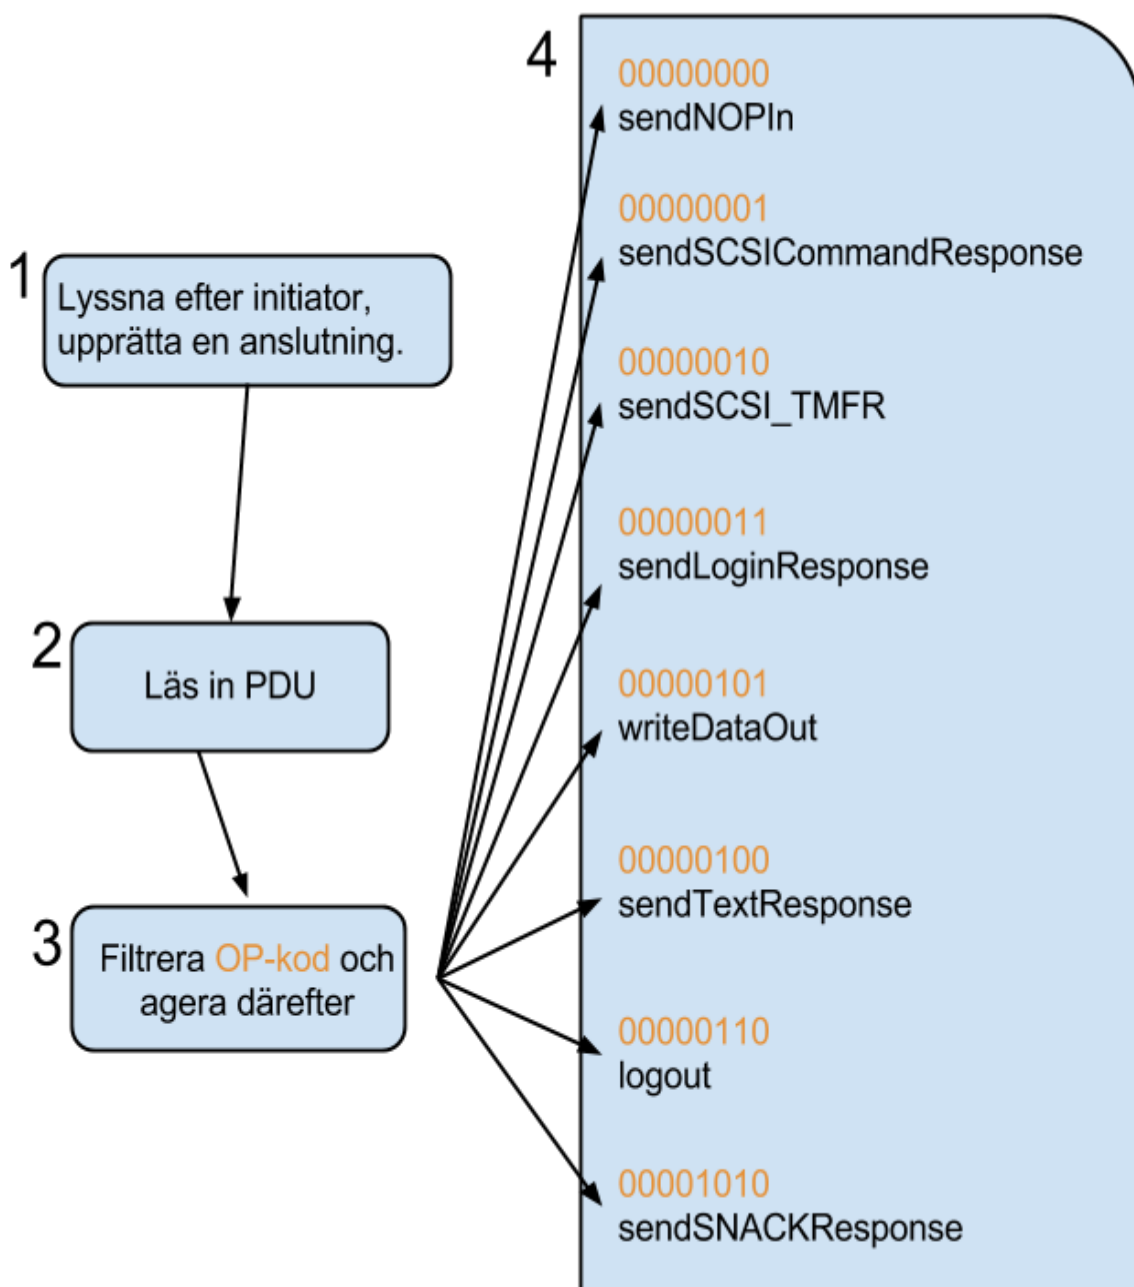 1
Lyssna efter initiator,
upprätta en anslutning.
2
Läs in PDU
3
Filtrera OP-kod och
agera därefter
4
00000000
sendNOPIn
00000001
sendSCSICommandResponse
00000010
sendSCSI_TMFR
00000011
sendLoginResponse
00000101
writeDataOut
00000100
sendTextResponse
00000110
logout
00001010
sendSNACKResponse